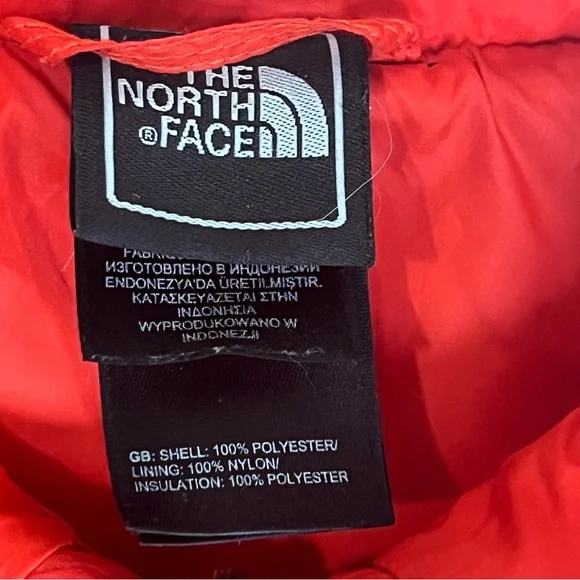 THE
NORTH
FACE
®
ИЗГОТОВЛЕНО В ИНДОНЕЗИИ
ENDONEZYA'DA ÜRETILMIŞTIR.
ΚΑΤΑΣΚΕΥΑΖΕΤΑΙ ΣΤΗΝ
ΙΝΔΟΝΗΣΙΑ
WYPRODUKOWANO W
INDONEZJI
GB: SHELL: 100% POLYESTER/
LINING: 100% NYLON/
INSULATION: 100% POLYESTER